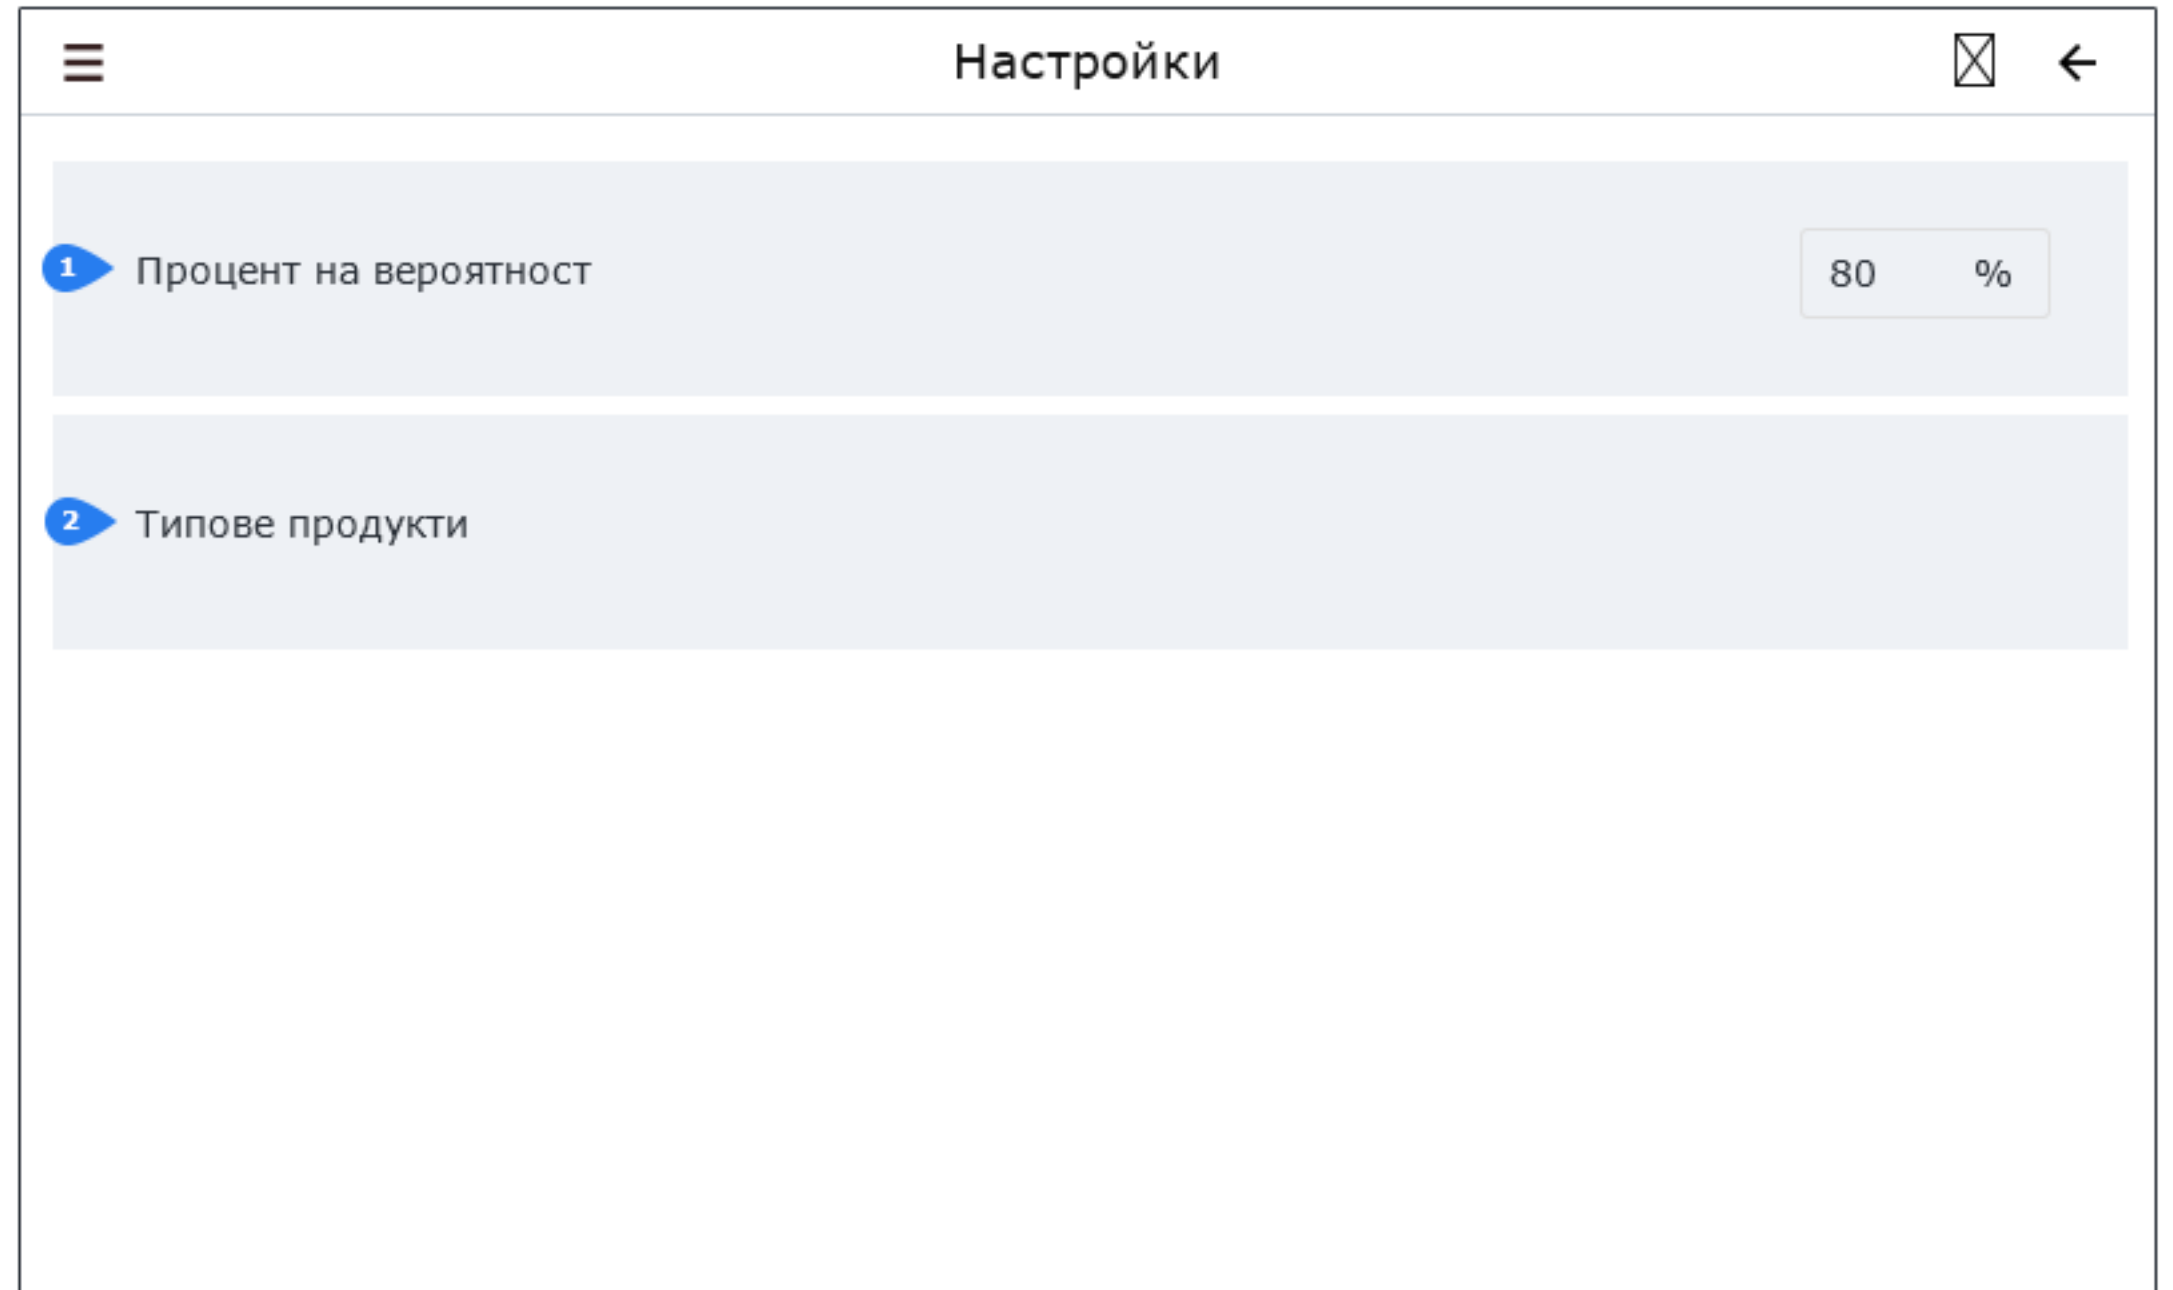 Настройки
1 Процент на вероятност 80 %
2 Типове продукти